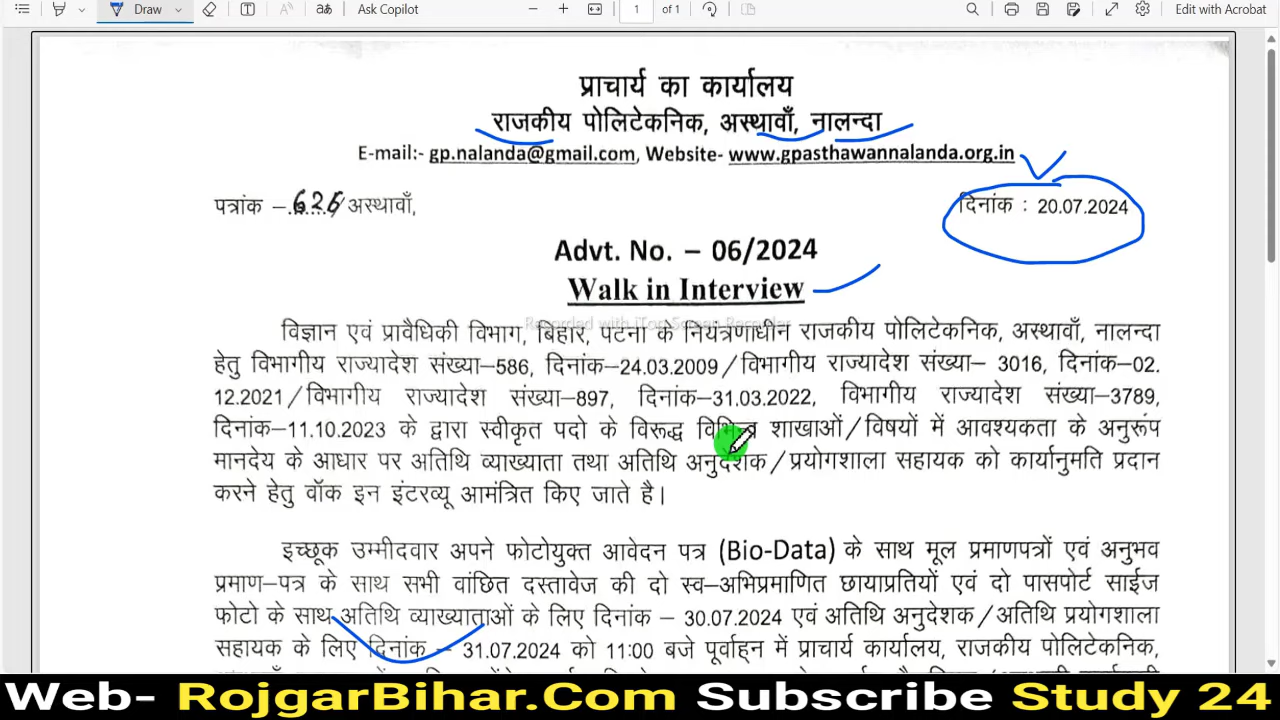 Draw
Ask Copilot
1 of 1
Edit with Acrobat
प्राचार्य का कार्यालय
राजकीय पोलिटेकनिक, अस्थावाँ, नालन्दा
E-mail:- gp.nalanda@gmail.com, Website- www.gpasthawannalanda.org.in
पत्रांक –.626/ अस्थावाँ,
दिनांक : 20.07.2024
Advt. No. – 06/2024
Walk in Interview
Recorded with iTop Screen Recorder
विज्ञान एवं प्रावैधिकी विभाग, बिहार, पटना के नियत्रणाधीन राजकीय पोलिटेकनिक, अस्थावाँ, नालन्दा
हेतु विभागीय राज्यादेश संख्या–586, दिनांक–24.03.2009/विभागीय राज्यादेश संख्या– 3016, दिनांक–02.
12.2021/विभागीय राज्यादेश संख्या–897, दिनांक–31.03.2022, विभागीय राज्यादेश संख्या–3789,
दिनांक–11.10.2023 के द्वारा स्वीकृत पदो के विरूद्ध विभिन्न शाखाओं/विषयों में आवश्यकता के अनुरूप
मानदेय के आधार पर अतिथि व्याख्याता तथा अतिथि अनुदेशक/प्रयोगशाला सहायक को कार्यानुमति प्रदान
करने हेतु वॉक इन इंटरव्यू आमंत्रित किए जाते है।
इच्छूक उम्मीदवार अपने फोटोयुक्त आवेदन पत्र (Bio-Data) के साथ मूल प्रमाणपत्रों एवं अनुभव
प्रमाण–पत्र के साथ सभी वांछित दस्तावेज की दो स्व–अभिप्रमाणित छायाप्रतियों एवं दो पासपोर्ट साईज
फोटो के साथ अतिथि व्याख्याताओं के लिए दिनांक – 30.07.2024 एवं अतिथि अनुदेशक/अतिथि प्रयोगशाला
सहायक के लिए दिनांक – 31.07.2024 को 11:00 बजे पूर्वाह्न में प्राचार्य कार्यालय, राजकीय पोलिटेकनिक,
Web- RojgarBihar.Com Subscribe Study 24